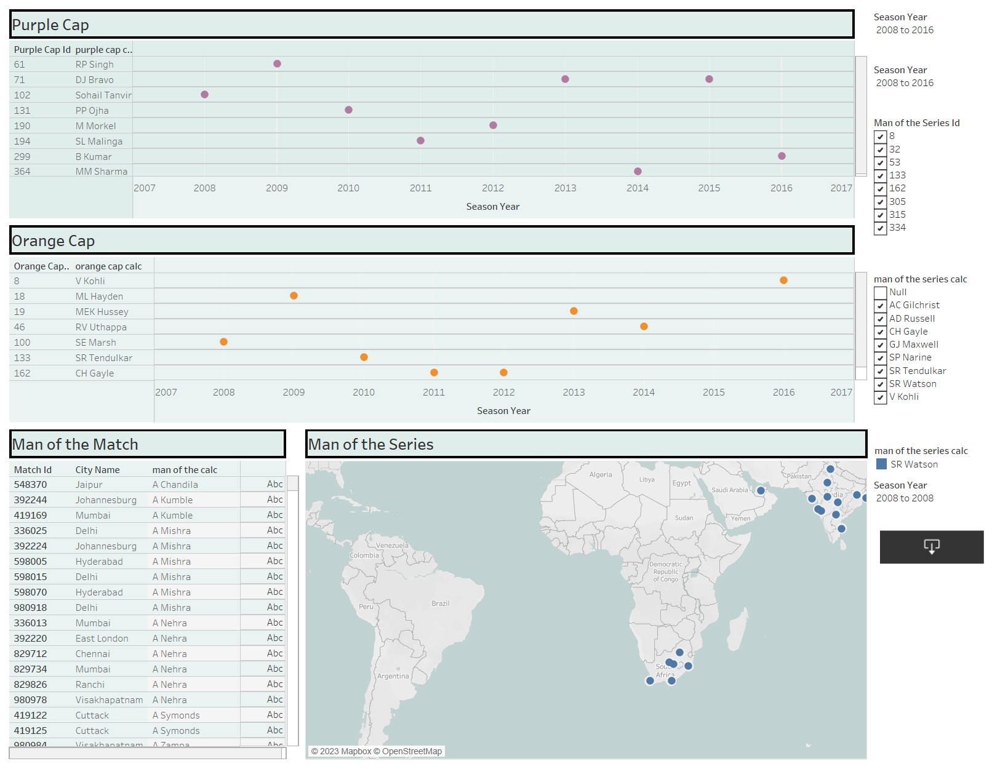 Purple Cap
Purple Cap Id purple cap c..
61 RP Singh
71 DJ Bravo
102 Sohail Tanvir
131 PP Ojha
190 M Morkel
194 SL Malinga
299 B Kumar
364 MM Sharma
2007 2008 2009 2010 2011 2012 2013 2014 2015 2016 2017
Season Year
Orange Cap
Orange Cap.. orange cap calc
8 V Kohli
18 ML Hayden
19 MEK Hussey
46 RV Uthappa
100 SE Marsh
133 SR Tendulkar
162 CH Gayle
2007 2008 2009 2010 2011 2012 2013 2014 2015 2016 2017
Season Year
Man of the Match
Match Id City Name man of the calc
548370 Jaipur A Chandila Abc
392244 Johannesburg A Kumble Abc
419169 Mumbai A Kumble Abc
336025 Delhi A Mishra Abc
392224 Johannesburg A Mishra Abc
598005 Hyderabad A Mishra Abc
598015 Delhi A Mishra Abc
598070 Hyderabad A Mishra Abc
980918 Delhi A Mishra Abc
336013 Mumbai A Nehra Abc
392220 East London A Nehra Abc
829712 Chennai A Nehra Abc
829734 Mumbai A Nehra Abc
829826 Ranchi A Nehra Abc
980978 Visakhapatnam A Nehra Abc
419122 Cuttack A Symonds Abc
419125 Cuttack A Symonds Abc
980984 Visakhapatnam A Zampa Abc
Man of the Series
Algeria
Libya
Egypt
Saudi Arabia
Pakistan
Sudan
Yemen
Venezuela
Colombia
Democratic
Republic
of Congo
Brazil
Peru
Africa
Argentina
© 2023 Mapbox © OpenStreetMap
Season Year
2008 to 2016
Season Year
2008 to 2016
Man of the Series Id
8
32
53
133
162
305
315
334
man of the series calc
Null
AC Gilchrist
AD Russell
CH Gayle
GJ Maxwell
SP Narine
SR Tendulkar
SR Watson
V Kohli
man of the series calc
SR Watson
Season Year
2008 to 2008